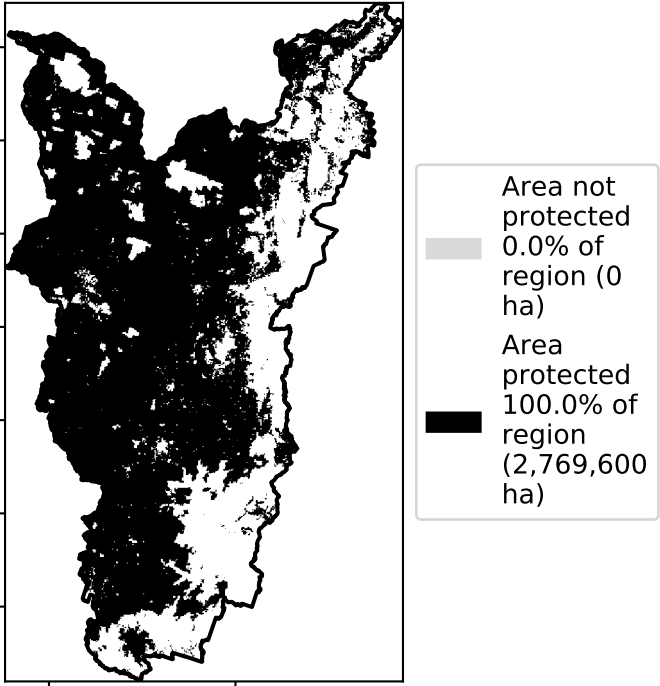 Area not
protected
0.0% of
region (0
ha)
Area
protected
100.0% of
region
(2,769,600
ha)